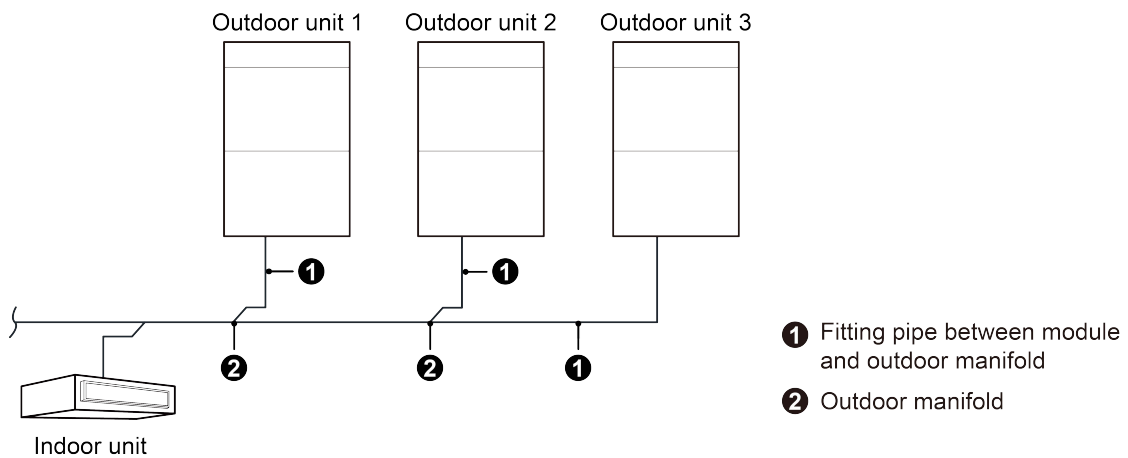 Outdoor unit 1
Outdoor unit 2
Outdoor unit 3
1
1
2
2
1
Indoor unit
1 Fitting pipe between module
and outdoor manifold
2 Outdoor manifold